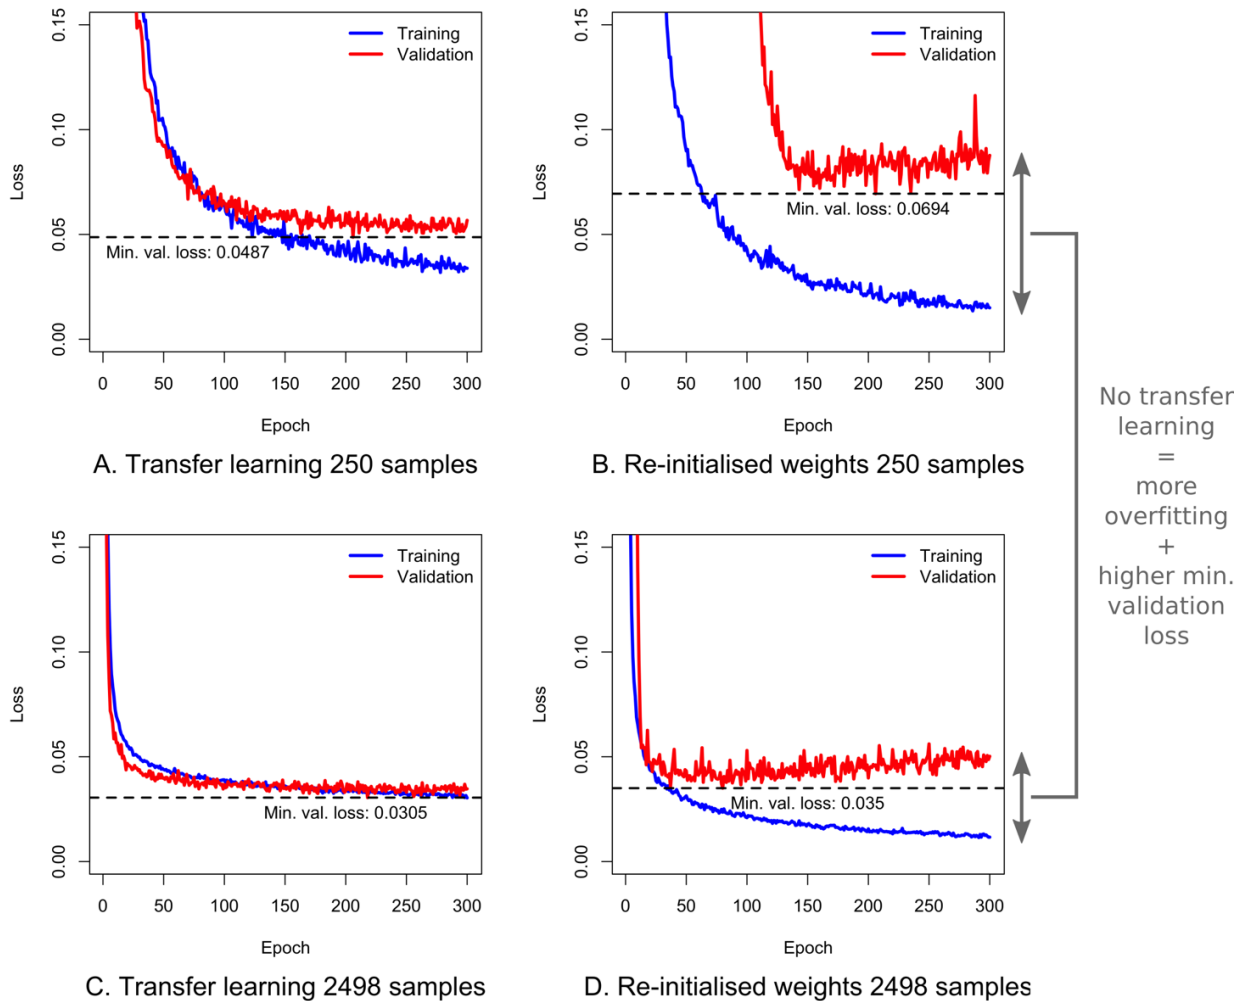 0.15
0.10
0.05
0.00
Loss
Training
Validation
Min. val. loss: 0.0487
0 50 100 150 200 250 300
Epoch
A. Transfer learning 250 samples
0.15
0.10
0.05
0.00
Loss
Training
Validation
Min. val. loss: 0.0694
0 50 100 150 200 250 300
Epoch
B. Re-initialised weights 250 samples
No transfer
learning
=
more
overfitting
+
higher min.
validation
loss
0.15
0.10
0.05
0.00
Loss
Training
Validation
Min. val. loss: 0.0305
0 50 100 150 200 250 300
Epoch
C. Transfer learning 2498 samples
0.15
0.10
0.05
0.00
Loss
Training
Validation
Min. val. loss: 0.035
0 50 100 150 200 250 300
Epoch
D. Re-initialised weights 2498 samples